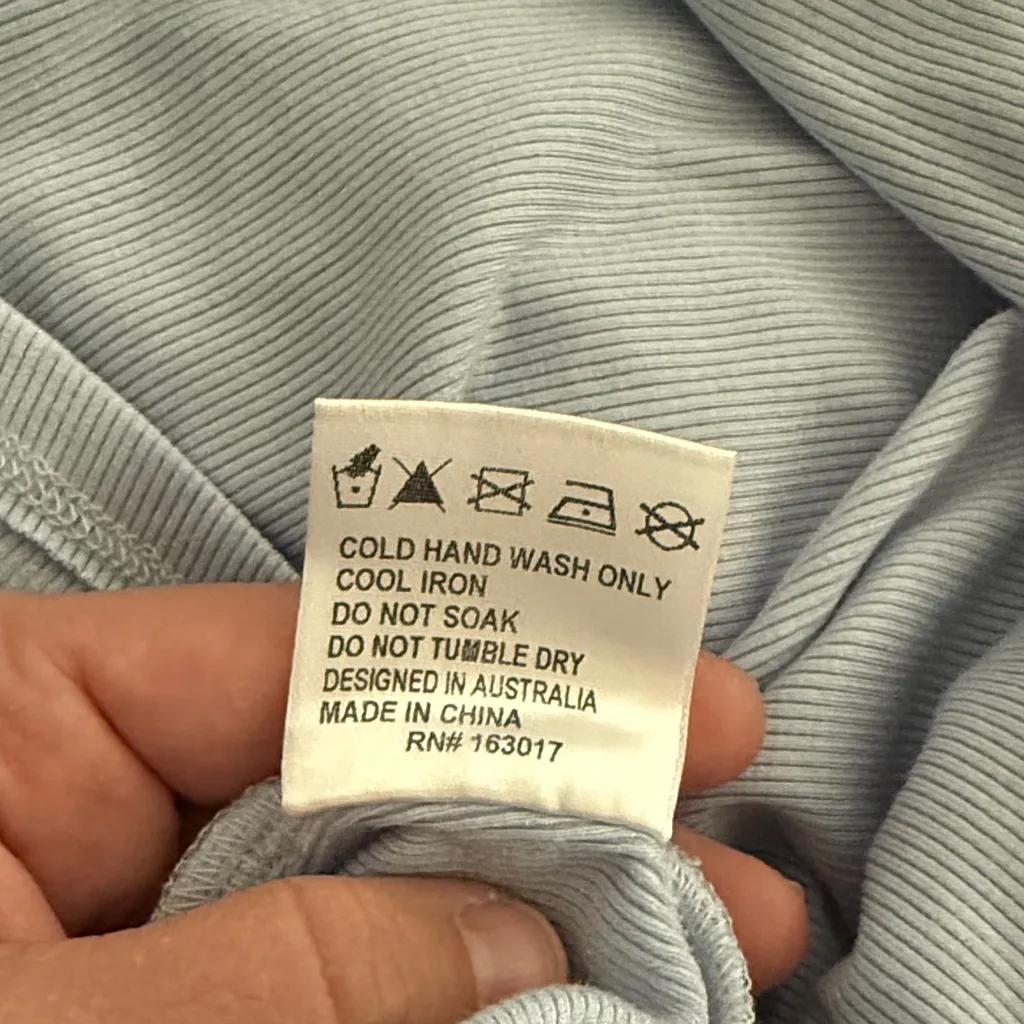 COLD HAND WASH ONLY
COOL IRON
DO NOT SOAK
DO NOT TUMBLE DRY
DESIGNED IN AUSTRALIA
MADE IN CHINA
RN# 163017